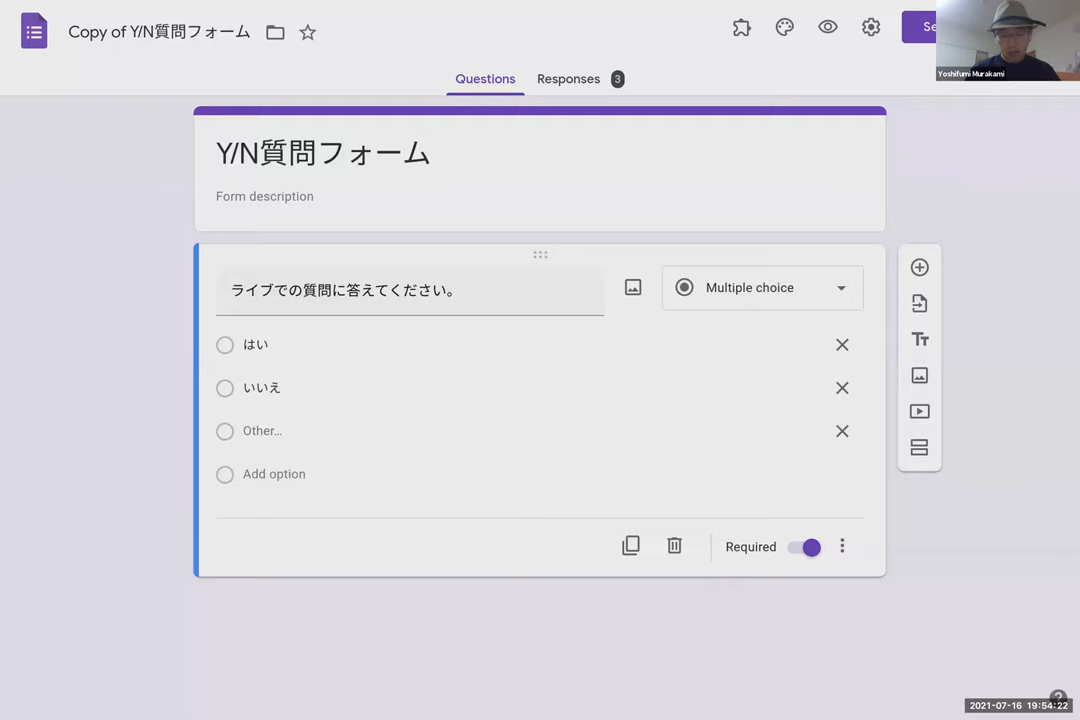 Copy of Y/N質問フォーム
Se
Yoshifumi Murakami
Questions
Responses 3
Y/N質問フォーム
Form description
ライブでの質問に答えてください。
Multiple choice
はい
いいえ
Other...
Add option
Required
2021-07-16 19:54:22